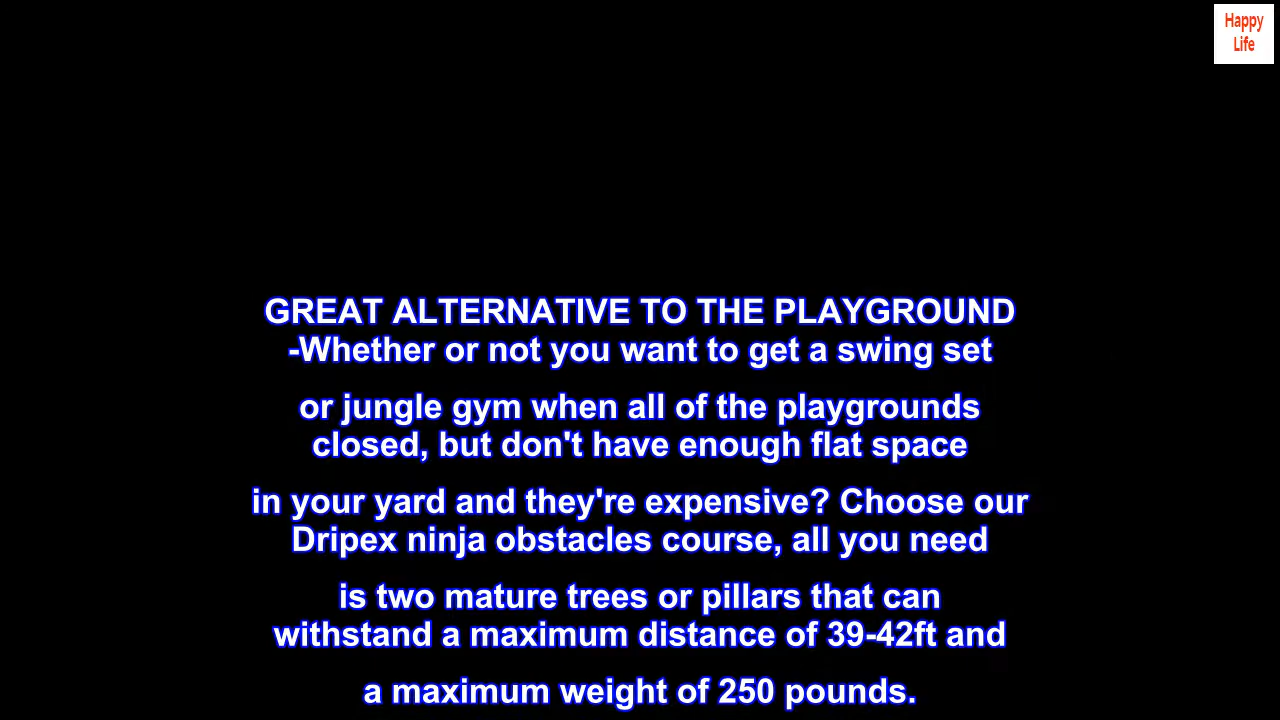 Happy
Life
GREAT ALTERNATIVE TO THE PLAYGROUND
-Whether or not you want to get a swing set
or jungle gym when all of the playgrounds
closed, but don't have enough flat space
in your yard and they're expensive? Choose our
Dripex ninja obstacles course, all you need
is two mature trees or pillars that can
withstand a maximum distance of 39-42ft and
a maximum weight of 250 pounds.